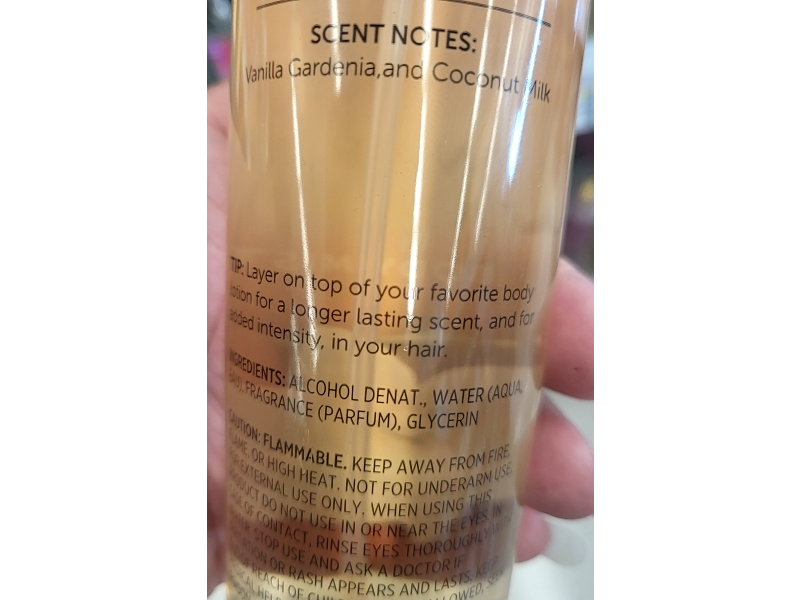 SCENT NOTES:
Vanilla Gardenia,and Coconut Milk
TIP: Layer on top of your favorite body
lotion for a longer lasting scent, and for
added intensity, in your hair.
INGREDIENTS: ALCOHOL DENAT., WATER (AQUA,
EAU), FRAGRANCE (PARFUM), GLYCERIN
CAUTION: FLAMMABLE. KEEP AWAY FROM FIRE,
FLAME, OR HIGH HEAT. NOT FOR UNDERARM USE.
FOR EXTERNAL USE ONLY. WHEN USING THIS
PRODUCT DO NOT USE IN OR NEAR THE EYES. IN
CASE OF CONTACT, RINSE EYES THOROUGHLY WITH
WATER. STOP USE AND ASK A DOCTOR IF
OR RASH APPEARS AND LASTS. KEEP
REACH OF